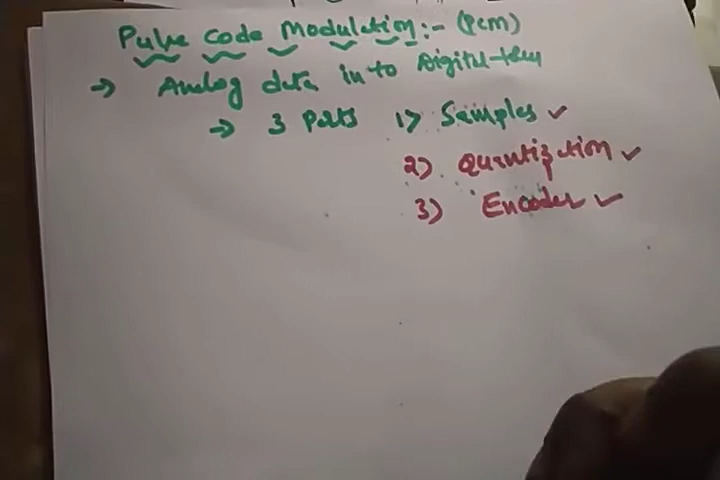 Pulse Code Modulation:- (PCM)
→ Analog data in to Digital
→ 3 Parts 1) Samples ✓
2) Quantization ✓
3) Encoder ✓